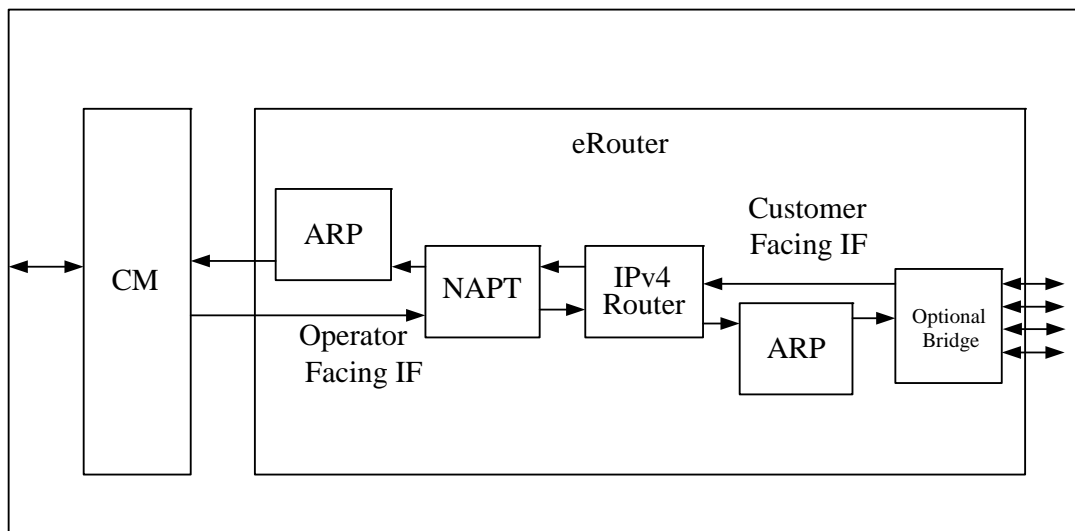 eRouter
Customer
Facing IF
ARP
CM
NAPT
IPv4
Router
Optional
Bridge
ARP
Operator
Facing IF